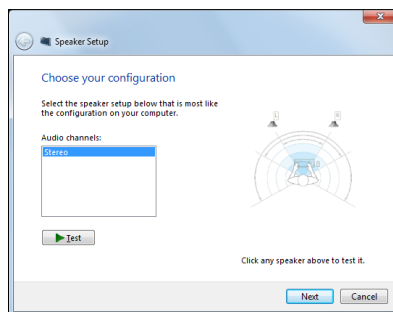 Speaker Setup
Choose your configuration
Select the speaker setup below that is most like
the configuration on your computer.
Audio channels:
Stereo
L R
Test
Click any speaker above to test it.
Next Cancel